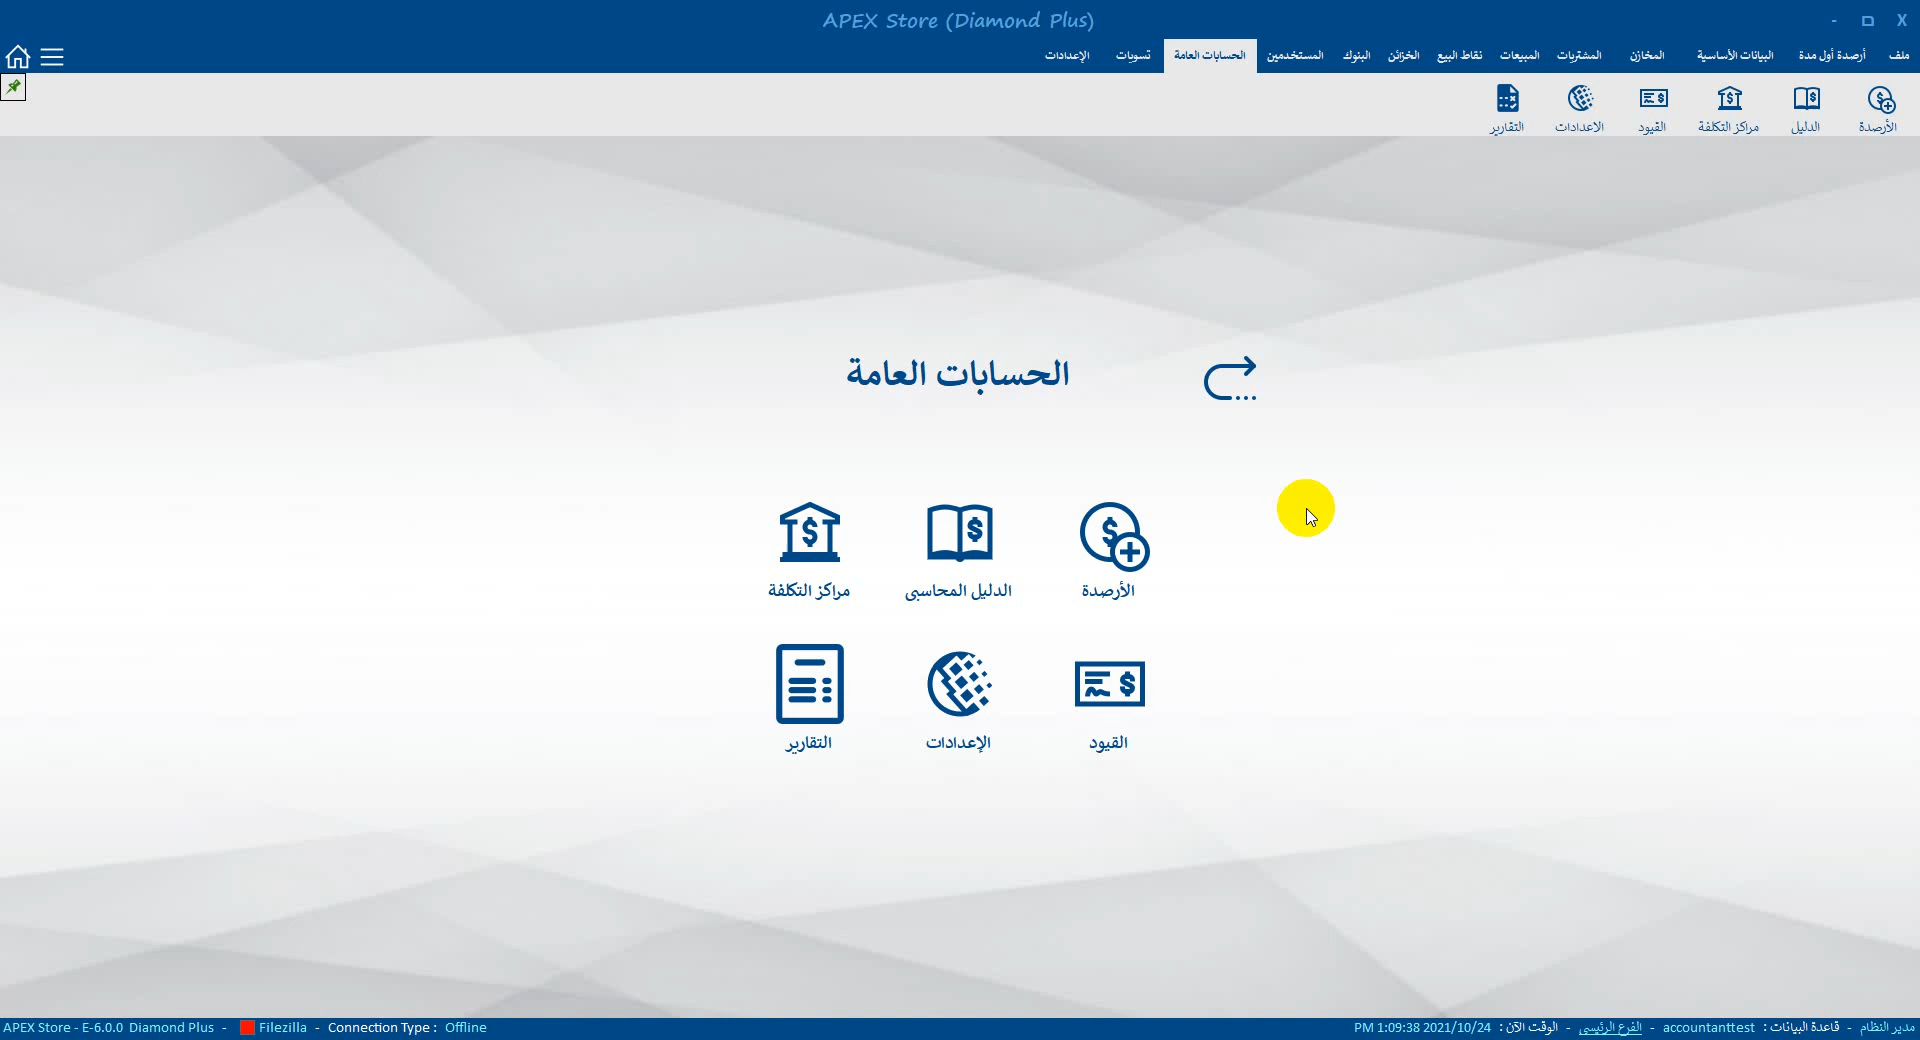 APEX Store (Diamond Plus)
- X
ملف أرصدة أول مدة البيانات الأساسية المخازن المشتريات المبيعات نقاط البيع الخزائن البنوك المستخدمين الحسابات العامة تسويات الإعدادات
الأرصدة الدليل مراكز التكلفة القيود الاعدادات التقارير
الحسابات العامة
الأرصدة الدليل المحاسبى مراكز التكلفة
القيود الإعدادات التقارير
مدير النظام - قاعدة البيانات : accountanttest - الفرع الرئيسى - الوقت الآن : PM 1:09:38 2021/10/24
APEX Store - E-6.0.0 Diamond Plus - Filezilla - Connection Type : Offline